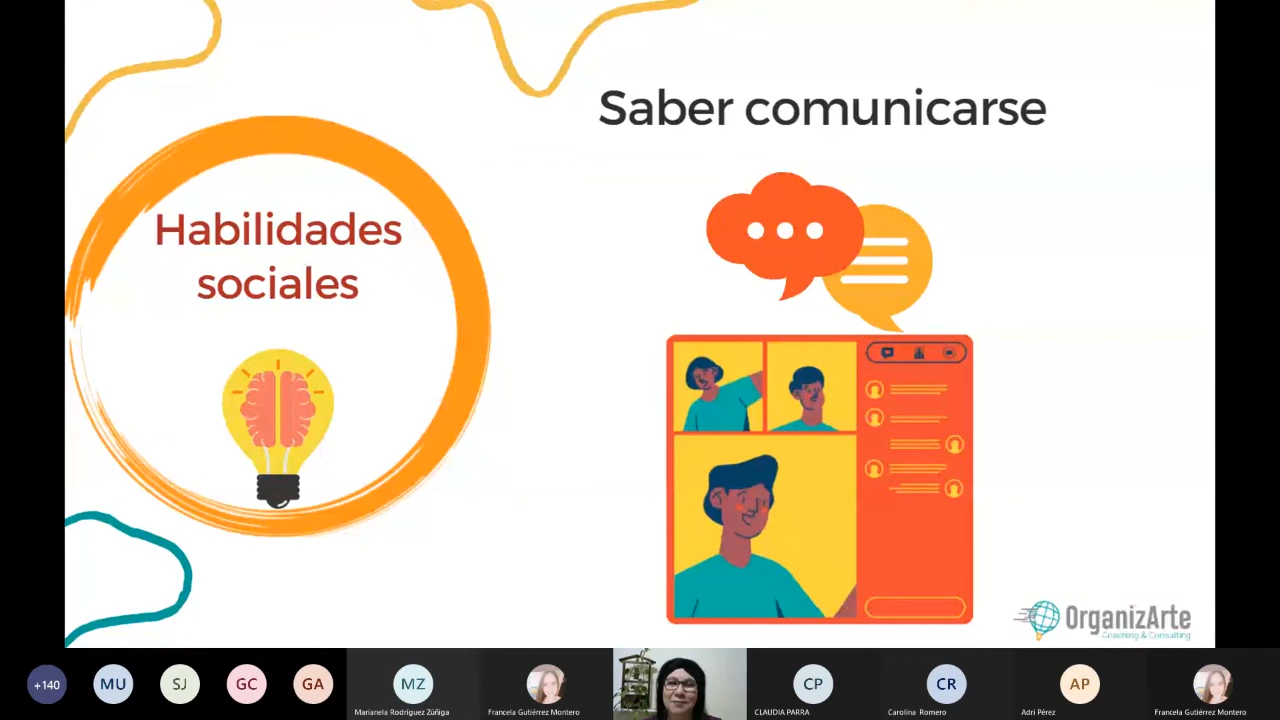 Saber comunicarse
Habilidades
sociales
OrganizArte
Coaching & Consulting
+140
MU
SJ
GC
GA
MZ
CP
CR
AP
Marianela Rodríguez Zúñiga
Francela Gutiérrez Montero
CLAUDIA PARRA
Carolina Romero
Adri Pérez
Francela Gutiérrez Montero